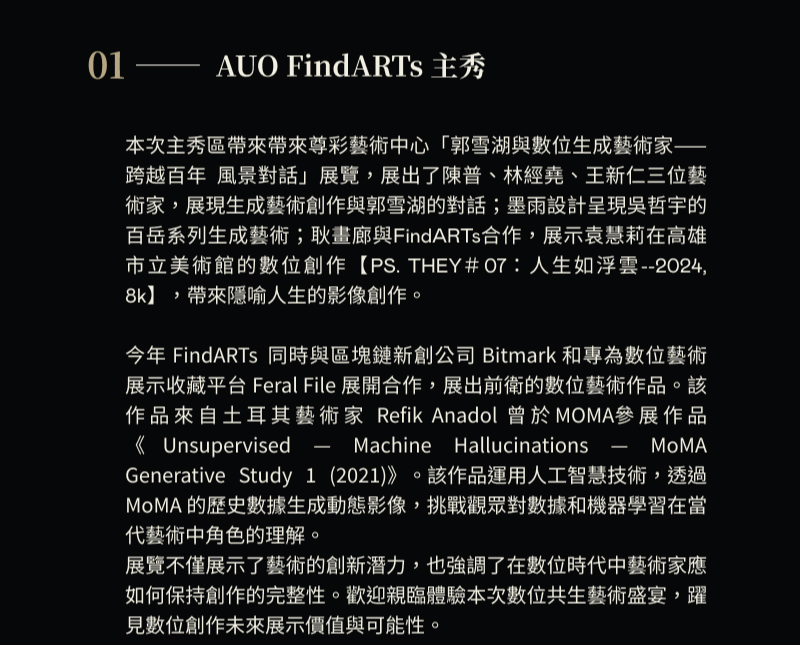 01 —— AUO FindARTs 主秀
本次主秀區帶來帶來尊彩藝術中心「郭雪湖與數位生成藝術家——
跨越百年 風景對話」展覽，展出了陳普、林經堯、王新仁三位藝
術家，展現生成藝術創作與郭雪湖的對話；墨雨設計呈現吳哲宇的
百岳系列生成藝術；耿畫廊與FindARTs合作，展示袁慧莉在高雄
市立美術館的數位創作【PS. THEY＃07：人生如浮雲--2024,
8k】，帶來隱喻人生的影像創作。
今年 FindARTs 同時與區塊鏈新創公司 Bitmark 和專為數位藝術
展示收藏平台 Feral File 展開合作，展出前衛的數位藝術作品。該
作品來自土耳其藝術家 Refik Anadol 曾於MOMA參展作品
《 Unsupervised — Machine Hallucinations — MoMA
Generative Study 1 (2021)》。該作品運用人工智慧技術，透過
MoMA 的歷史數據生成動態影像，挑戰觀眾對數據和機器學習在當
代藝術中角色的理解。
展覽不僅展示了藝術的創新潛力，也強調了在數位時代中藝術家應
如何保持創作的完整性。歡迎親臨體驗本次數位共生藝術盛宴，躍
見數位創作未來展示價值與可能性。